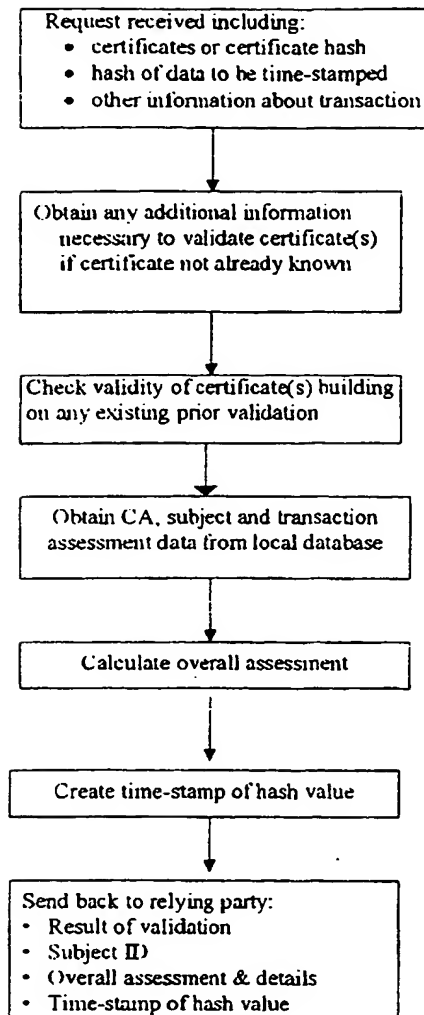 Request received including:
• certificates or certificate hash
• hash of data to be time-stamped
• other information about transaction
Obtain any additional information
necessary to validate certificate(s)
if certificate not already known
Check validity of certificate(s) building
on any existing prior validation
Obtain CA, subject and transaction
assessment data from local database
Calculate overall assessment
Create time-stamp of hash value
Send back to relying party:
• Result of validation
• Subject ID
• Overall assessment & details
• Time-stamp of hash value